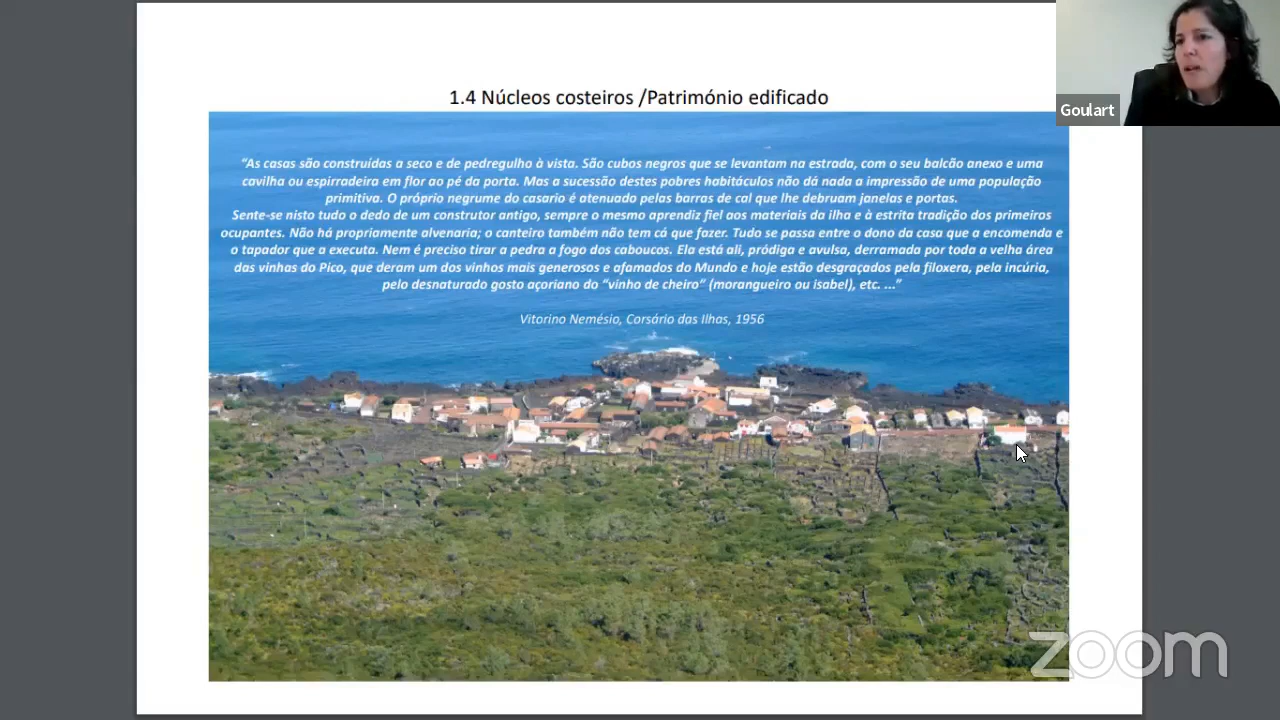 1.4 Núcleos costeiros /Património edificado
Goulart
“As casas são construídas a seco e de pedregulho à vista. São cubos negros que se levantam na estrada, com o seu balcão anexo e uma
cavilha ou espirradeira em flor ao pé da porta. Mas a sucessão destes pobres habitáculos não dá nada a impressão de uma população
primitiva. O próprio negrume do casario é atenuado pelas barras de cal que lhe debruam janelas e portas.
Sente-se nisto tudo o dedo de um construtor antigo, sempre o mesmo aprendiz fiel aos materiais da ilha e à estrita tradição dos primeiros
ocupantes. Não há propriamente alvenaria; o canteiro também não tem cá que fazer. Tudo se passa entre o dono da casa que a encomenda e
o tapador que a executa. Nem é preciso tirar a pedra a fogo dos caboucos. Ela está ali, pródiga e avulsa, derramada por toda a velha área
das vinhas do Pico, que deram um dos vinhos mais generosos e afamados do Mundo e hoje estão desgraçados pela filoxera, pela incúria,
pelo desnaturado gosto açoriano do “vinho de cheiro” (morangueiro ou isabel), etc. ...”
Vitorino Nemésio, Corsário das Ilhas, 1956
zoom